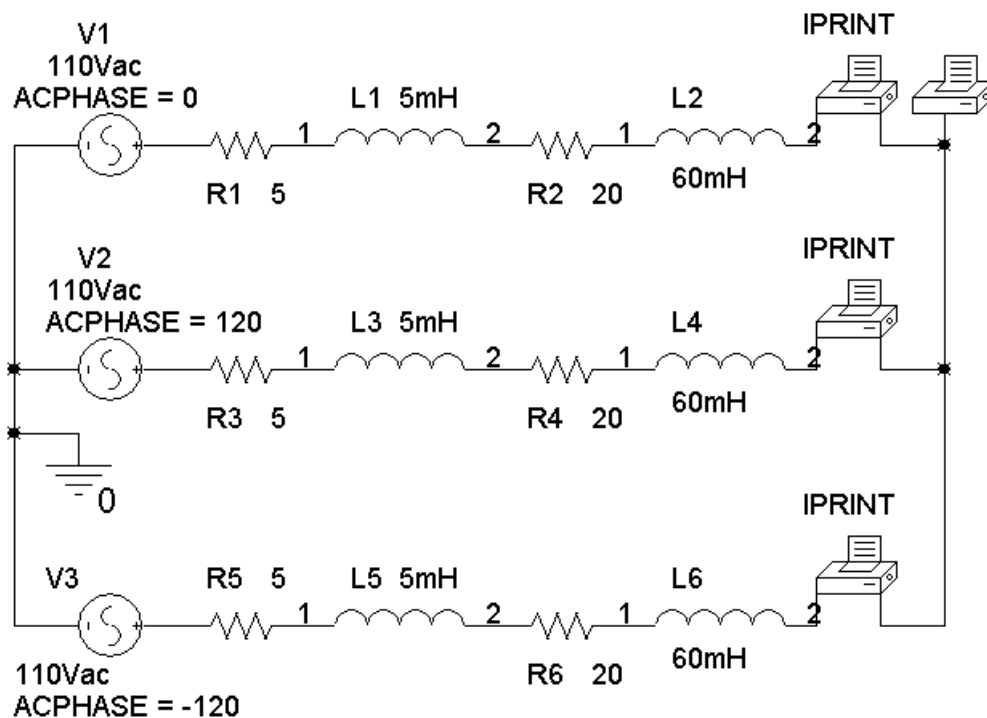 IPRINT
V1
110Vac
ACPHASE = 0
L1 5mH
L2
1
2
1
2
R1 5
R2 20
60mH
IPRINT
V2
110Vac
ACPHASE = 120
L3 5mH
L4
1
2
1
2
R3 5
R4 20
60mH
0
IPRINT
V3
R5 5
L5 5mH
L6
1
2
1
2
R6 20
60mH
110Vac
ACPHASE = -120